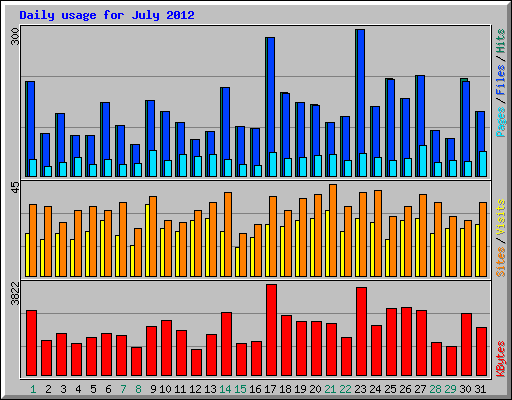 Daily usage for July 2012
300
Pages / Files / Hits
45
Sites / Visits
3822
KBytes
1 2 3 4 5 6 7 8 9 10 11 12 13 14 15 16 17 18 19 20 21 22 23 24 25 26 27 28 29 30 31